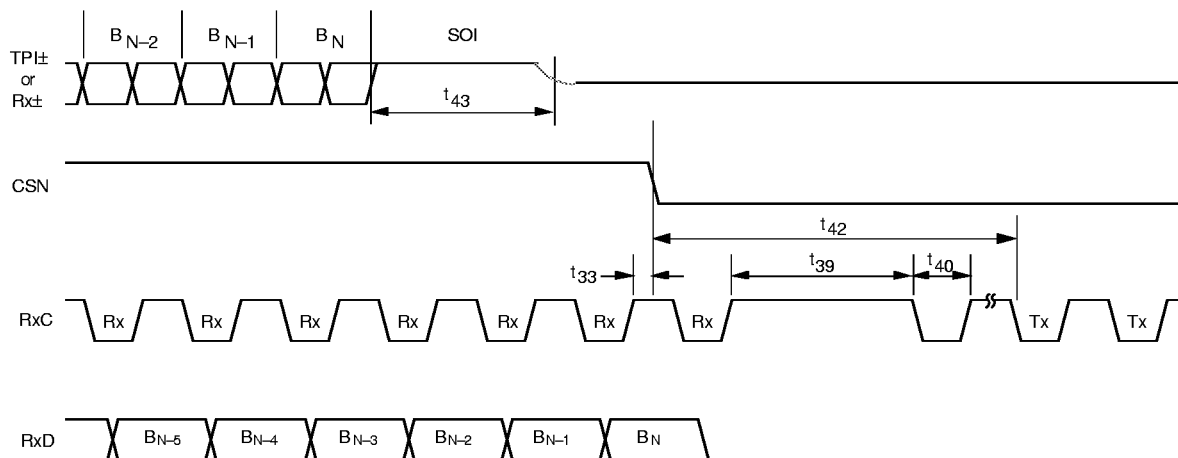 B N–2 B N–1 B N SOI
TPI±
or
Rx±
t43
CSN
t42
t33 t39 t40
RxC Rx Rx Rx Rx Rx Rx Rx Tx Tx
RxD BN–5 BN–4 BN–3 BN–2 BN–1 BN